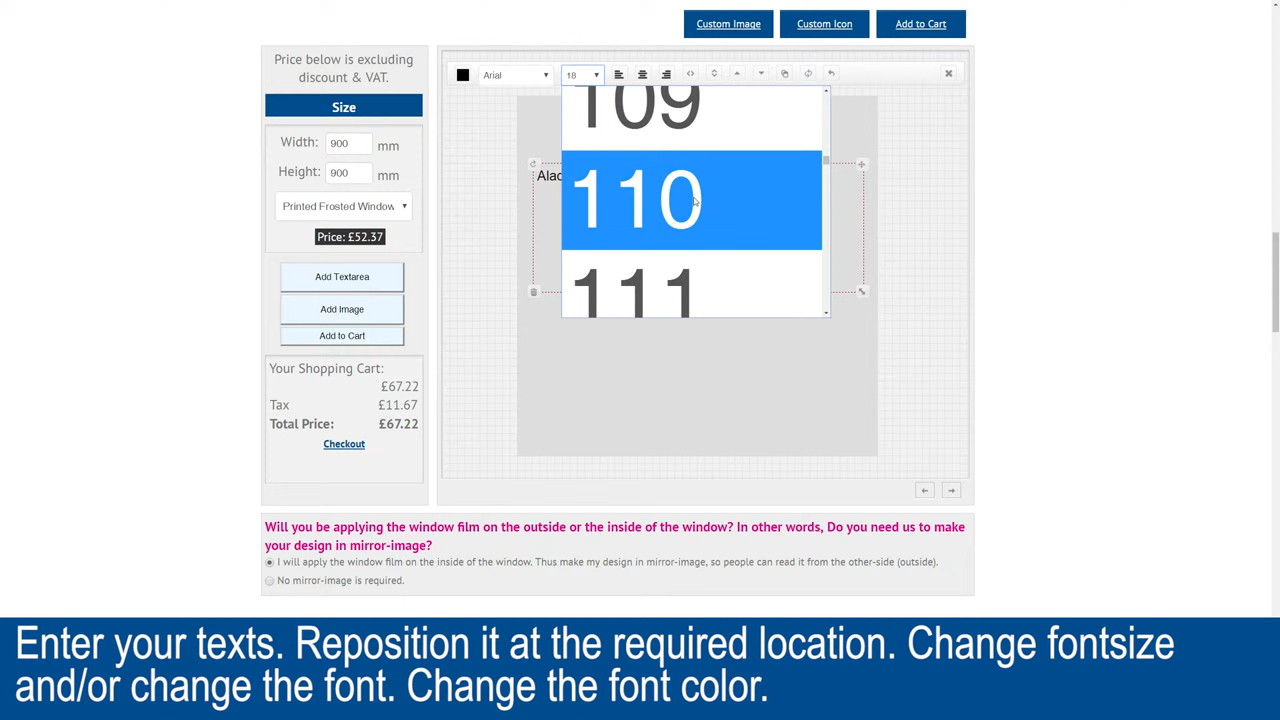 Custom Image
Custom Icon
Add to Cart
Price below is excluding
discount & VAT.
Size
Width: 900 mm
Height: 900 mm
Printed Frosted Window
Price: £52.37
Add Textarea
Add Image
Add to Cart
Your Shopping Cart:
£67.22
Tax £11.67
Total Price: £67.22
Checkout
Arial
18
109
110
111
Alac
Will you be applying the window film on the outside or the inside of the window? In other words, Do you need us to make
your design in mirror-image?
I will apply the window film on the inside of the window. Thus make my design in mirror-image, so people can read it from the other-side (outside).
No mirror-image is required.
Enter your texts. Reposition it at the required location. Change fontsize
and/or change the font. Change the font color.